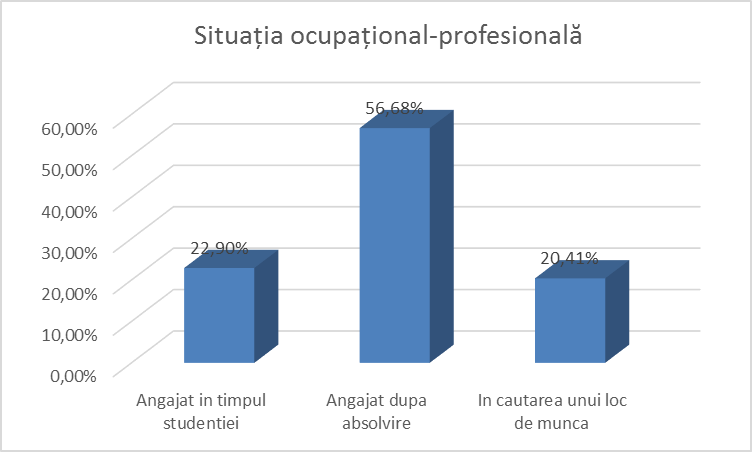 Situația ocupațional-profesională
60,00%
50,00%
40,00%
30,00%
20,00%
10,00%
0,00%
22,90%
56,68%
20,41%
Angajat in timpul
studentiei
Angajat dupa
absolvire
In cautarea unui loc
de munca